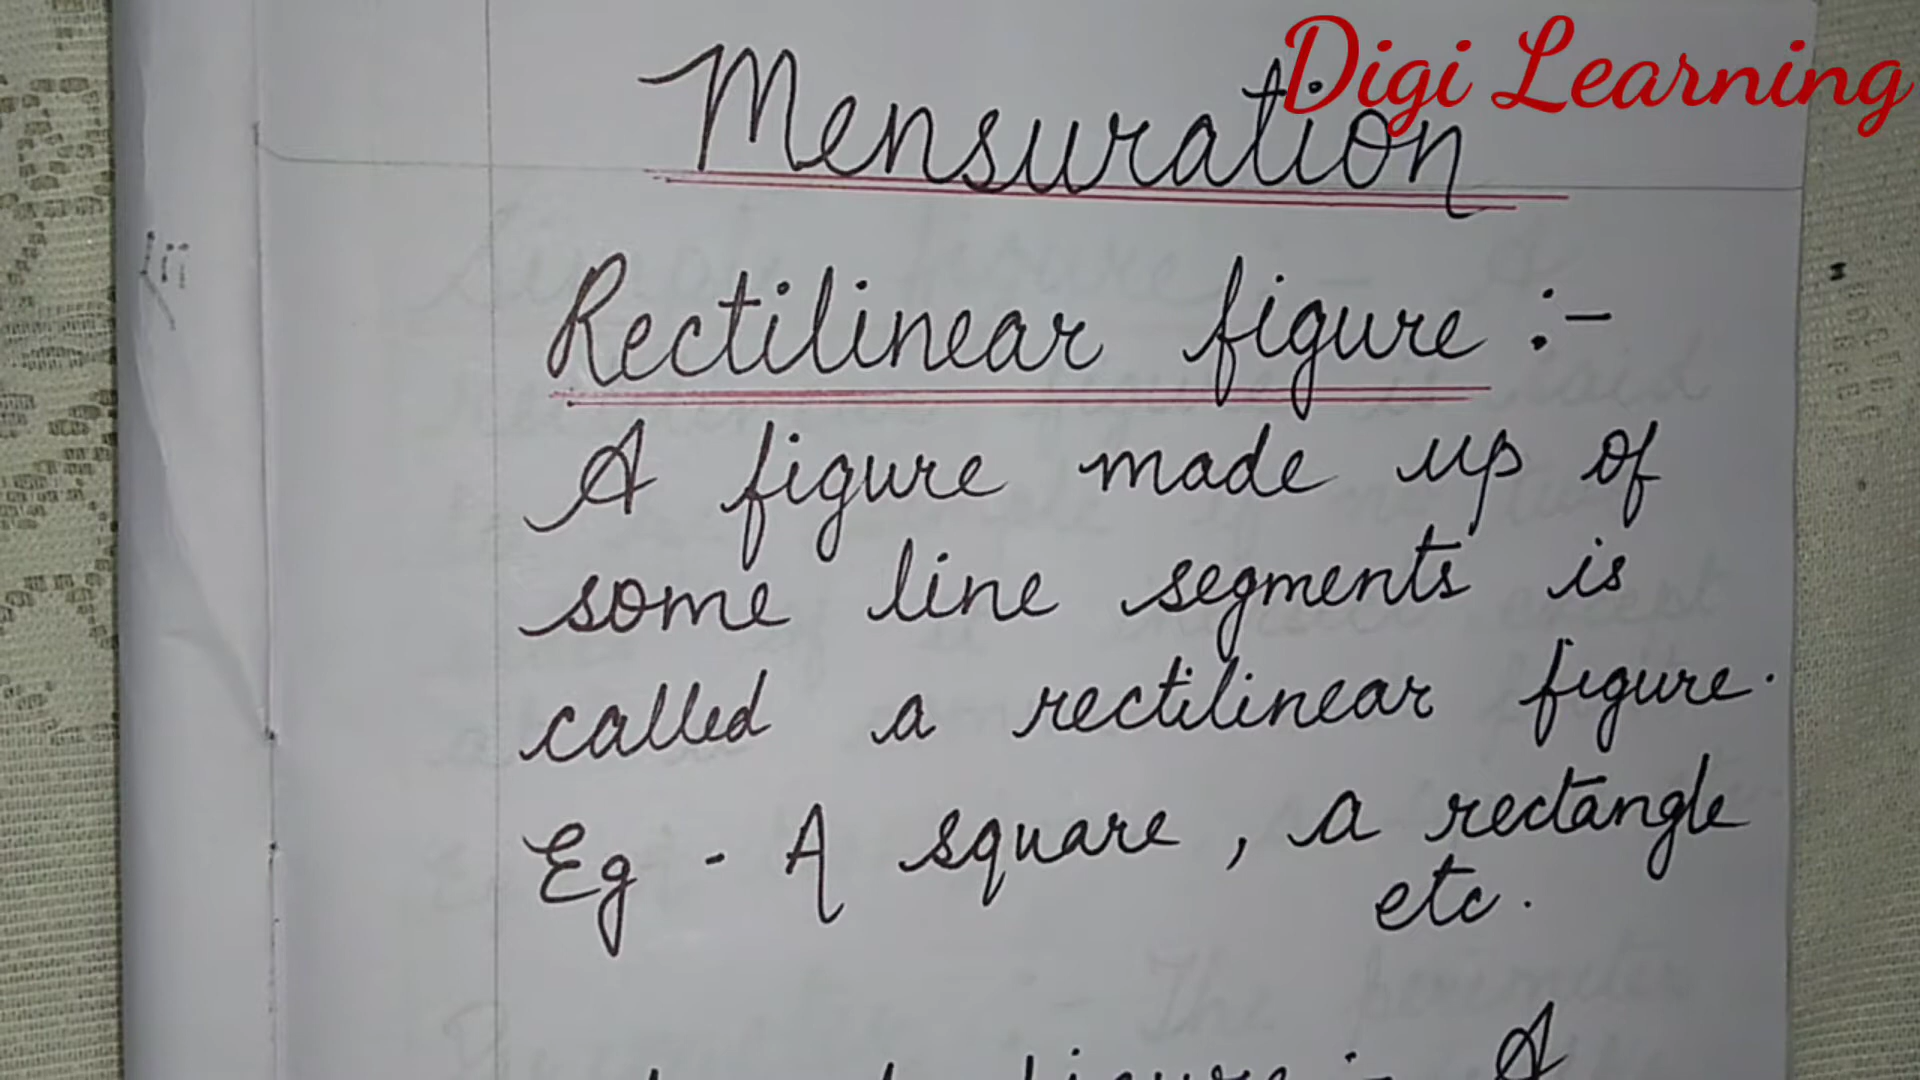 Digi Learning
Mensuration
Rectilinear figure :-
A figure made up of
some line segments is
called a rectilinear figure.
Eg - A square, a rectangle
etc.
figure :- A